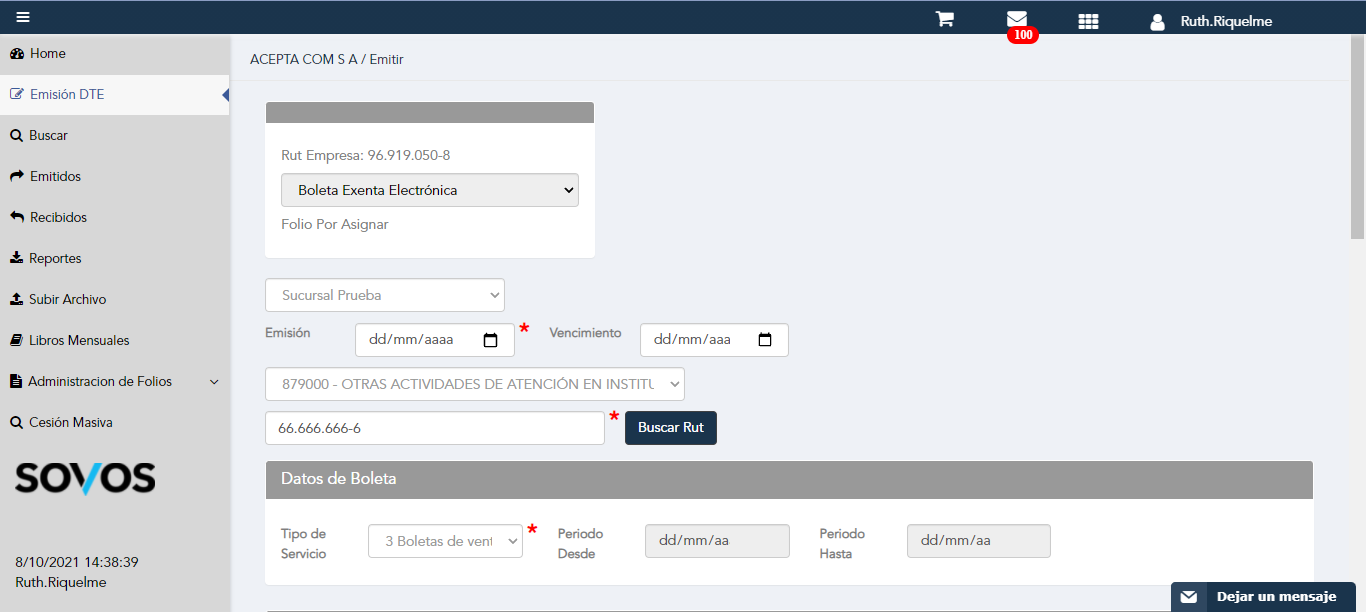 100
Ruth.Riquelme
Home
Emisión DTE
Buscar
Emitidos
Recibidos
Reportes
Subir Archivo
Libros Mensuales
Administracion de Folios
Cesión Masiva
SOVOS
8/10/2021 14:38:39
Ruth.Riquelme
ACEPTA COM S A / Emitir
Rut Empresa: 96.919.050-8
Boleta Exenta Electrónica
Folio Por Asignar
Sucursal Prueba
Emisión dd/mm/aaaa * Vencimiento dd/mm/aaa
879000 - OTRAS ACTIVIDADES DE ATENCIÓN EN INSTITU
66.666.666-6 * Buscar Rut
Datos de Boleta
Tipo de Servicio 3 Boletas de vent * Periodo Desde dd/mm/aa Periodo Hasta dd/mm/aa
Dejar un mensaje